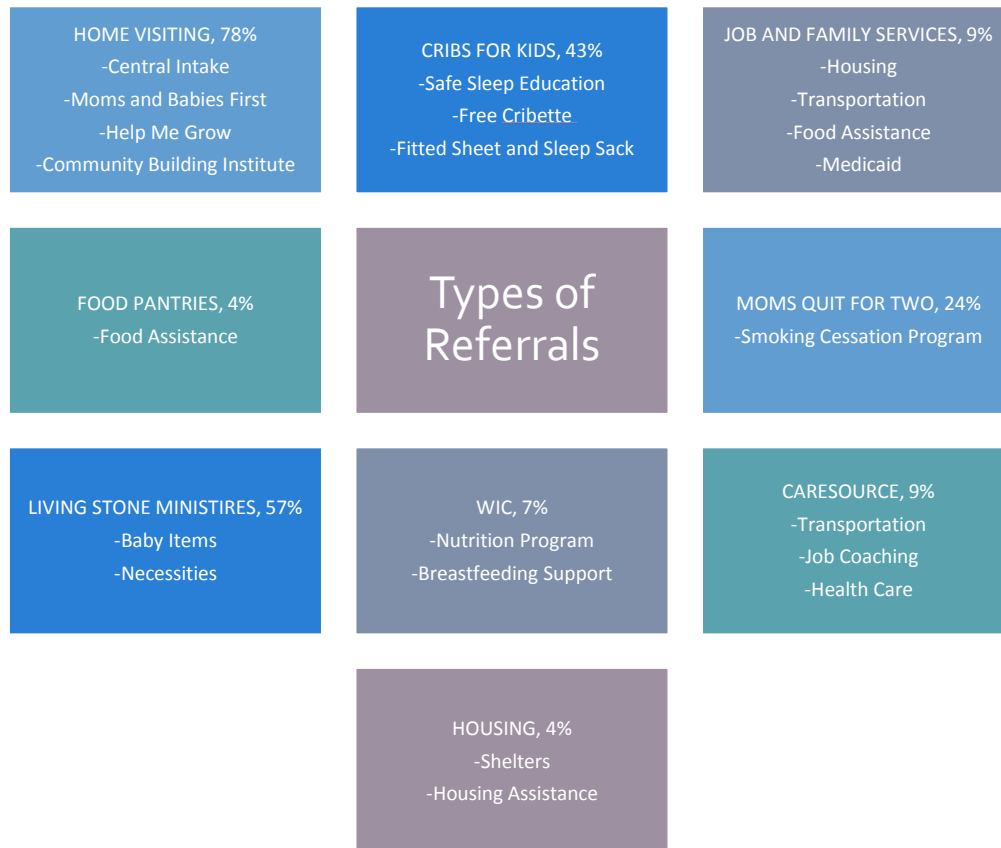 HOME VISITING, 78%
-Central Intake
-Moms and Babies First
-Help Me Grow
-Community Building Institute
CRIBS FOR KIDS, 43%
-Safe Sleep Education
-Free Cribette
-Fitted Sheet and Sleep Sack
JOB AND FAMILY SERVICES, 9%
-Housing
-Transportation
-Food Assistance
-Medicaid
FOOD PANTRIES, 4%
-Food Assistance
Types of
Referrals
MOMS QUIT FOR TWO, 24%
-Smoking Cessation Program
LIVING STONE MINISTIRES, 57%
-Baby Items
-Necessities
WIC, 7%
-Nutrition Program
-Breastfeeding Support
CARESOURCE, 9%
-Transportation
-Job Coaching
-Health Care
HOUSING, 4%
-Shelters
-Housing Assistance